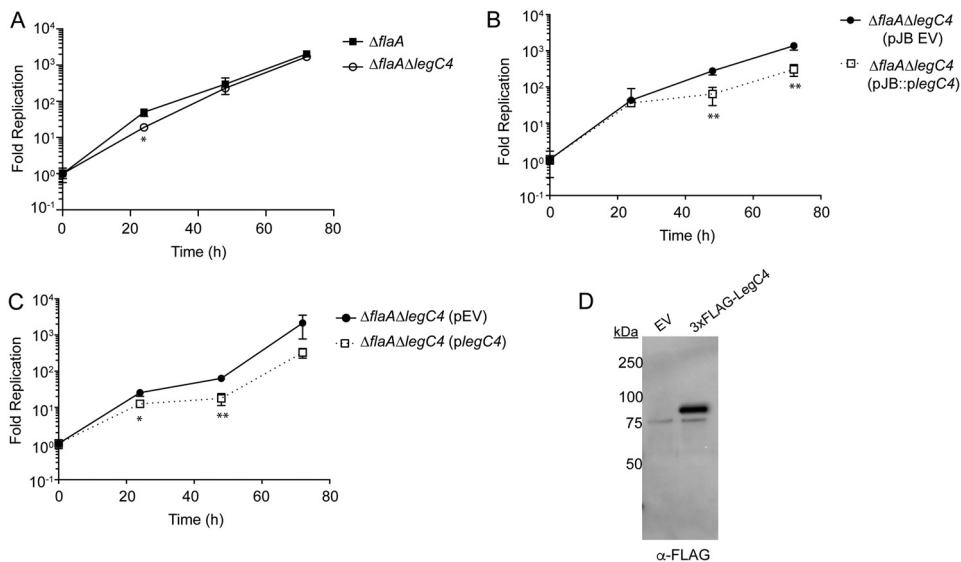 A
10⁴
10³
10²
10¹
10⁰
10⁻¹
Fold Replication
0
20
40
60
80
Time (h)
*
ΔflaA
ΔflaAΔlegC4
B
10⁴
10³
10²
10¹
10⁰
10⁻¹
Fold Replication
0
20
40
60
80
Time (h)
**
**
ΔflaAΔlegC4
(pJB EV)
ΔflaAΔlegC4
(pJB::plegC4)
C
10⁴
10³
10²
10¹
10⁰
10⁻¹
Fold Replication
0
20
40
60
80
Time (h)
*
**
ΔflaAΔlegC4 (pEV)
ΔflaAΔlegC4 (plegC4)
D
EV
3xFLAG-LegC4
kDa
250
100
75
50
α-FLAG